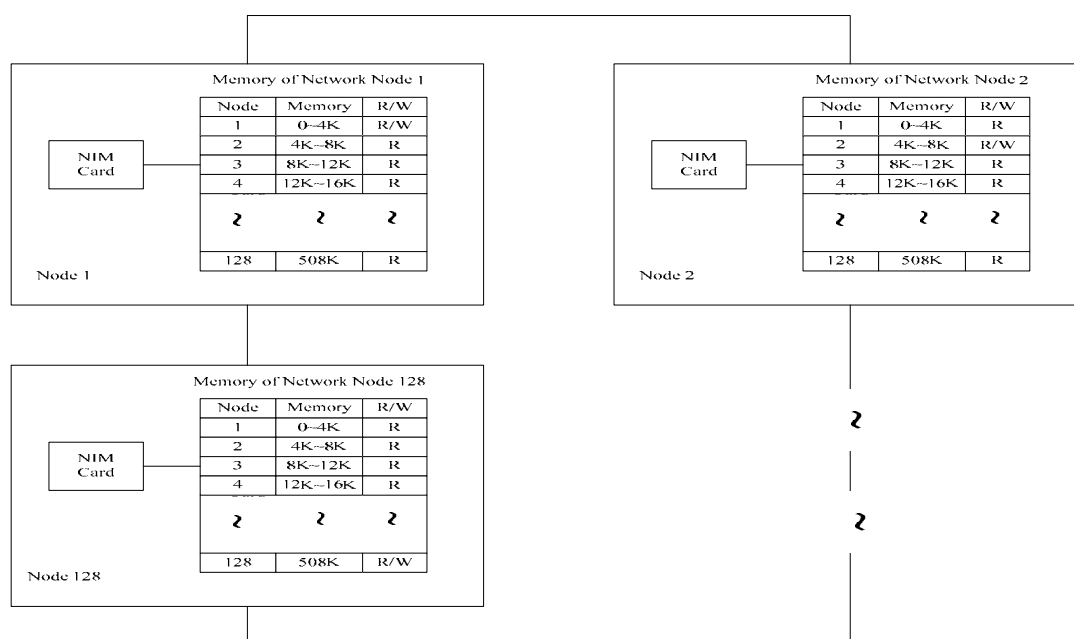 Memory of Network Node 1
Node Memory R/W
1 0~4K R/W
2 4K~8K R
3 8K~12K R
4 12K~16K R
~ ~ ~
128 508K R
NIM
Card
Node 1
Memory of Network Node 2
Node Memory R/W
1 0~4K R
2 4K~8K R/W
3 8K~12K R
4 12K~16K R
~ ~ ~
128 508K R
NIM
Card
Node 2
Memory of Network Node 128
Node Memory R/W
1 0~4K R
2 4K~8K R
3 8K~12K R
4 12K~16K R
~ ~ ~
128 508K R/W
NIM
Card
Node 128
~
~